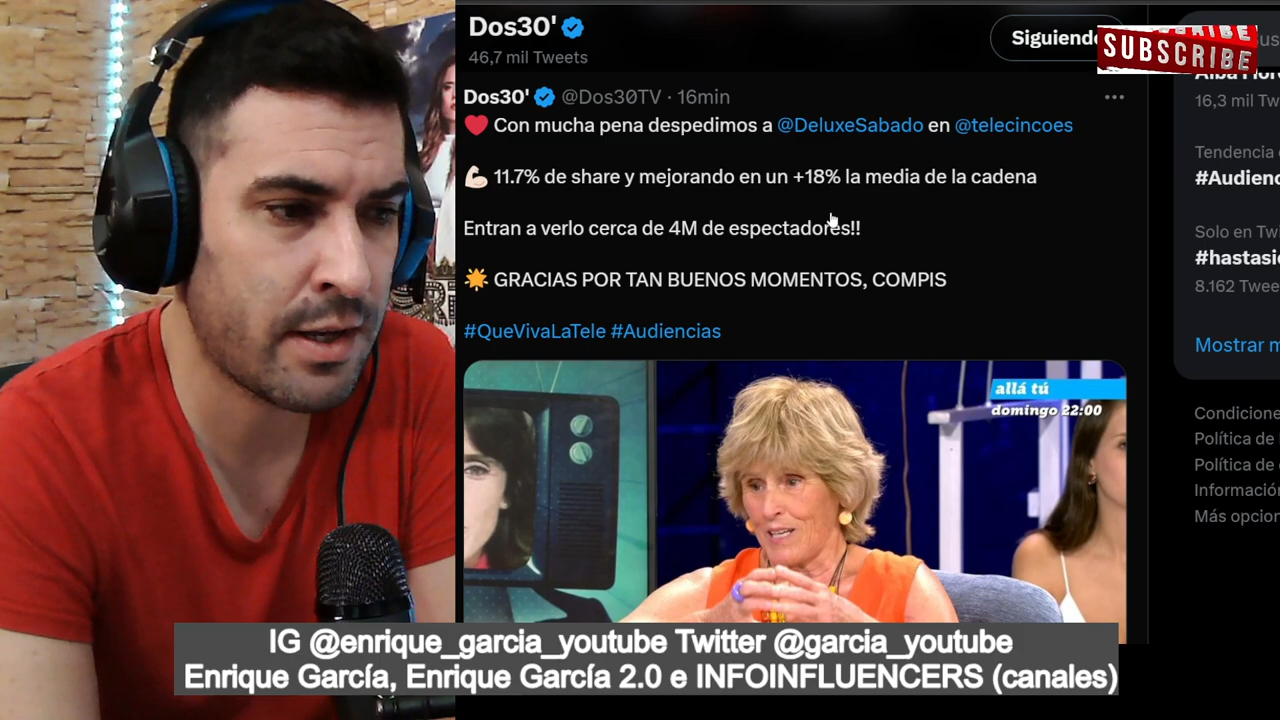 Dos30'
46,7 mil Tweets
Siguiendo
SUBSCRIBE
Dos30' @Dos30TV · 16min
❤️ Con mucha pena despedimos a @DeluxeSabado en @telecincoes
💪🏻 11.7% de share y mejorando en un +18% la media de la cadena
Entran a verlo cerca de 4M de espectadores!!
🌟 GRACIAS POR TAN BUENOS MOMENTOS, COMPIS
#QueVivaLaTele #Audiencias
allá tú
domingo 22:00
16,3 mil Tw
Tendencia
#Audienc
Solo en Twi
#hastasie
8.162 Twee
Mostrar m
Condicione
Política de
Política de
Informació
Más opcion
IG @enrique_garcia_youtube Twitter @garcia_youtube
Enrique García, Enrique García 2.0 e INFOINFLUENCERS (canales)